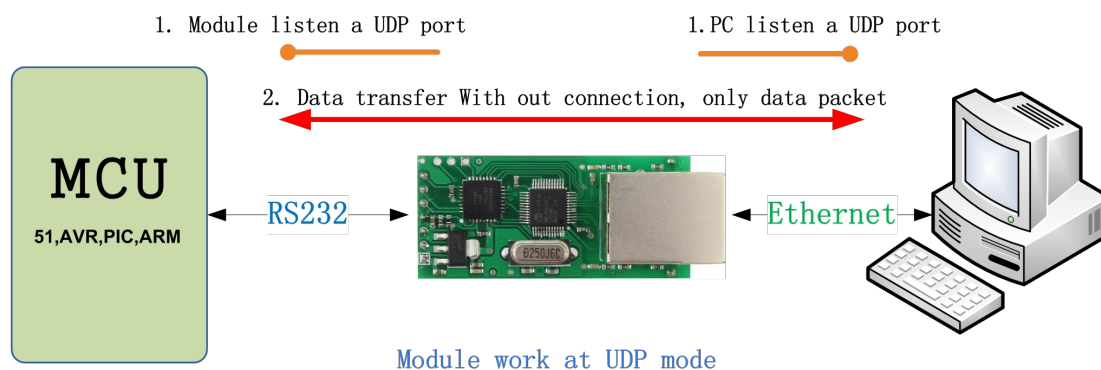 1. Module listen a UDP port
1.PC listen a UDP port
2. Data transfer With out connection, only data packet
MCU
51,AVR,PIC,ARM
RS232
Ethernet
Module work at UDP mode